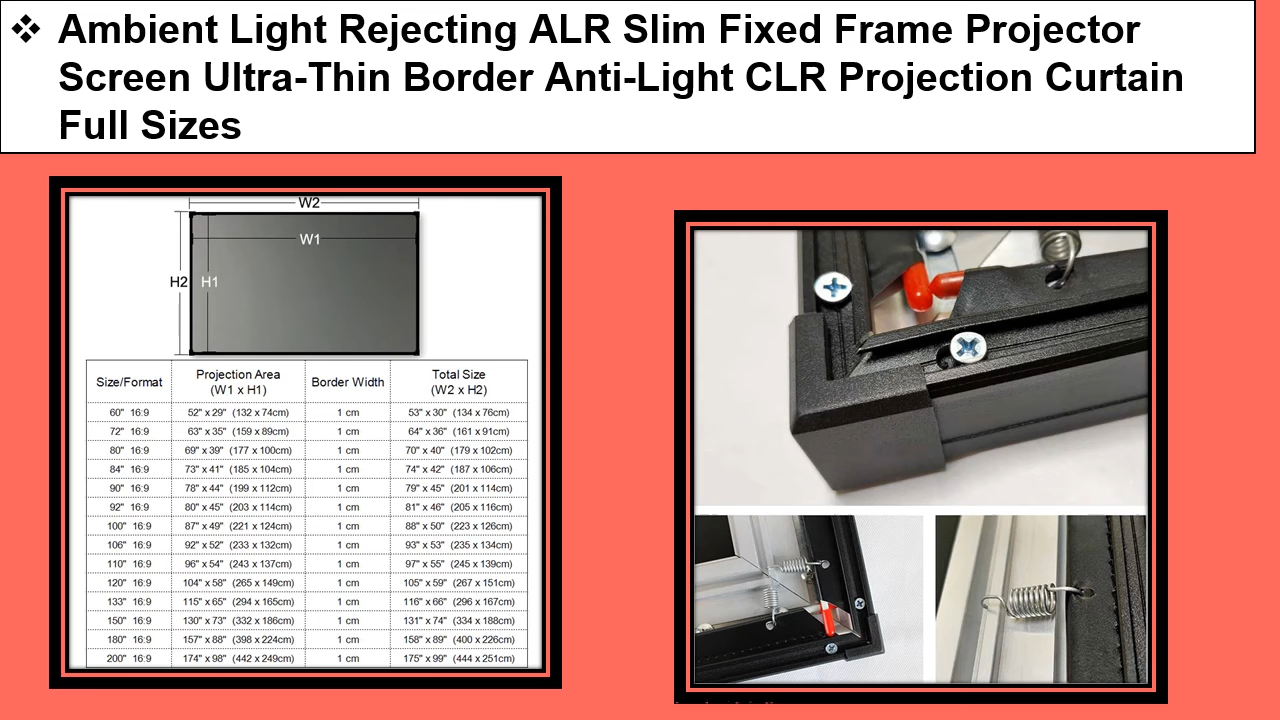 ❖ Ambient Light Rejecting ALR Slim Fixed Frame Projector
Screen Ultra-Thin Border Anti-Light CLR Projection Curtain
Full Sizes
W2
W1
H2 H1
Size/Format Projection Area (W1 x H1) Border Width Total Size (W2 x H2)
60" 16:9 52" x 29" (132 x 74cm) 1 cm 53" x 30" (134 x 76cm)
72" 16:9 63" x 35" (159 x 89cm) 1 cm 64" x 36" (161 x 91cm)
80" 16:9 69" x 39" (177 x 100cm) 1 cm 70" x 40" (179 x 102cm)
84" 16:9 73" x 41" (185 x 104cm) 1 cm 74" x 42" (187 x 106cm)
90" 16:9 78" x 44" (199 x 112cm) 1 cm 79" x 45" (201 x 114cm)
92" 16:9 80" x 45" (203 x 114cm) 1 cm 81" x 46" (205 x 116cm)
100" 16:9 87" x 49" (221 x 124cm) 1 cm 88" x 50" (223 x 126cm)
106" 16:9 92" x 52" (233 x 132cm) 1 cm 93" x 53" (235 x 134cm)
110" 16:9 96" x 54" (243 x 137cm) 1 cm 97" x 55" (245 x 139cm)
120" 16:9 104" x 58" (265 x 149cm) 1 cm 105" x 59" (267 x 151cm)
133" 16:9 115" x 65" (294 x 165cm) 1 cm 116" x 66" (296 x 167cm)
150" 16:9 130" x 73" (332 x 186cm) 1 cm 131" x 74" (334 x 188cm)
180" 16:9 157" x 88" (398 x 224cm) 1 cm 158" x 89" (400 x 226cm)
200" 16:9 174" x 98" (442 x 249cm) 1 cm 175" x 99" (444 x 251cm)